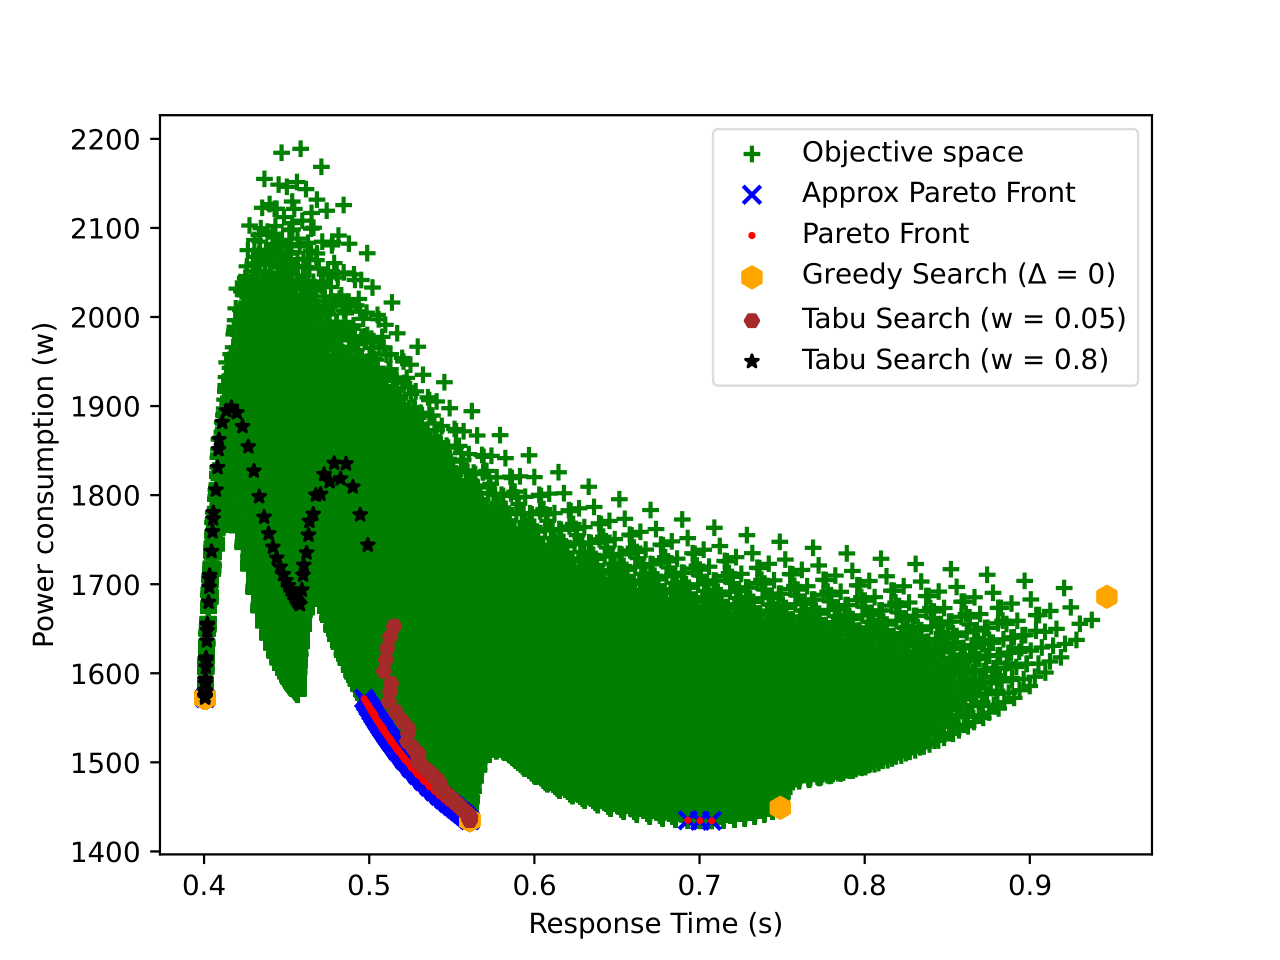 Objective space
Approx Pareto Front
Pareto Front
Greedy Search (Δ = 0)
Tabu Search (w = 0.05)
Tabu Search (w = 0.8)
Power consumption (w)
2200
2100
2000
1900
1800
1700
1600
1500
1400
0.4 0.5 0.6 0.7 0.8 0.9
Response Time (s)